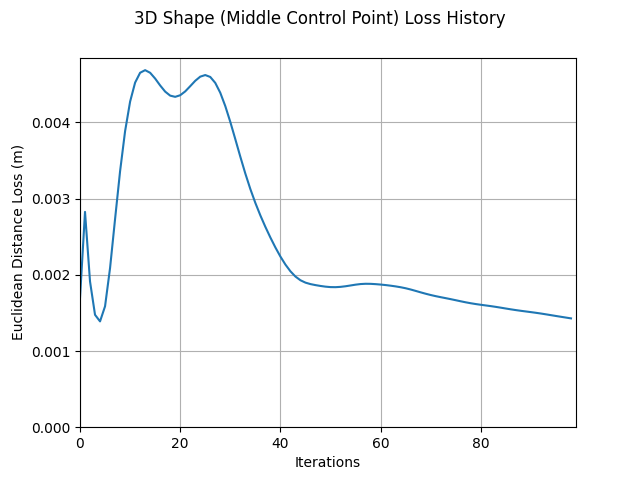 3D Shape (Middle Control Point) Loss History
Euclidean Distance Loss (m)
0.004
0.003
0.002
0.001
0.000
0 20 40 60 80
Iterations